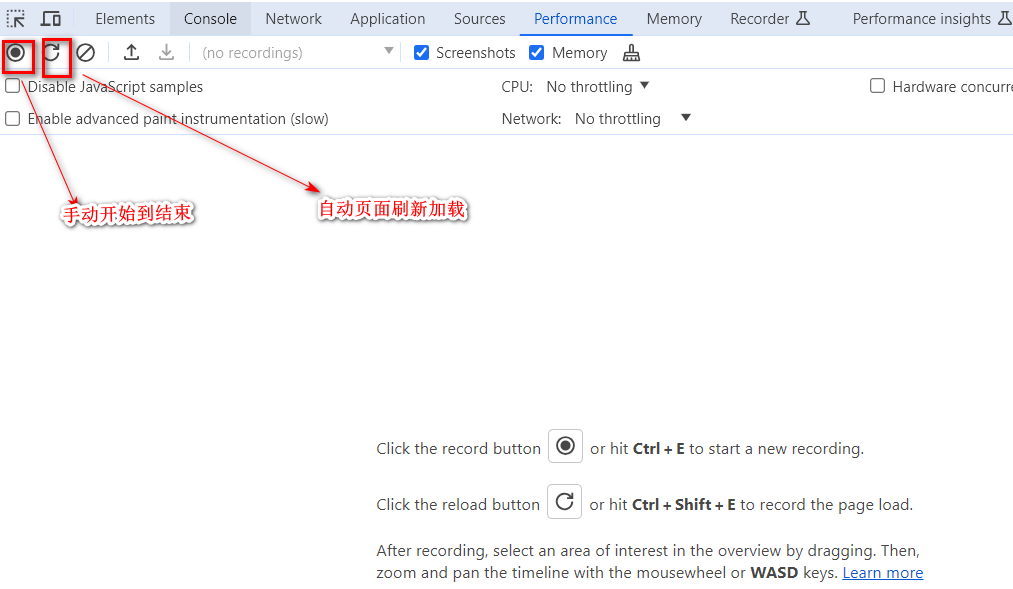 Elements Console Network Application Sources Performance Memory Recorder Performance insights
(no recordings) Screenshots Memory
Disable JavaScript samples CPU: No throttling Hardware concurre
Enable advanced paint instrumentation (slow) Network: No throttling
手动开始到结束
自动页面刷新加载
Click the record button or hit Ctrl + E to start a new recording.
Click the reload button or hit Ctrl + Shift + E to record the page load.
After recording, select an area of interest in the overview by dragging. Then,
zoom and pan the timeline with the mousewheel or WASD keys. Learn more